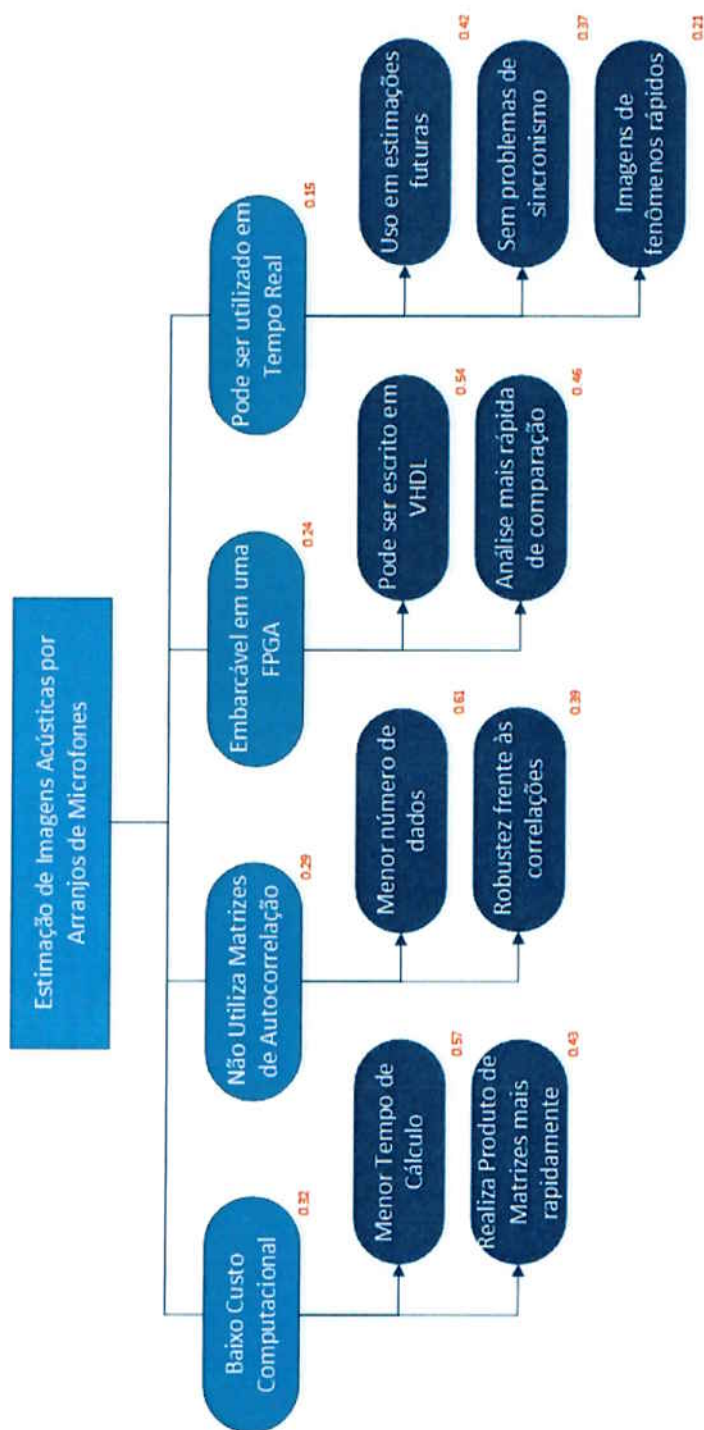 Estimação de Imagens Acústicas por
Arranjos de Microfones
Baixo Custo
Computacional
0.32
Não Utiliza Matrizes
de Autocorrelação
0.29
Embarcável em uma
FPGA
0.24
Pode ser utilizado em
Tempo Real
0.15
Menor Tempo de
Cálculo
0.57
Realiza Produto de
Matrizes mais
rapidamente
0.43
Menor número de
dados
0.61
Robustez frente às
correlações
0.39
Pode ser escrito em
VHDL
0.54
Análise mais rápida
de comparação
0.46
Uso em estimações
futuras
0.42
Sem problemas de
sincronismo
0.37
Imagens de
fenômenos rápidos
0.21